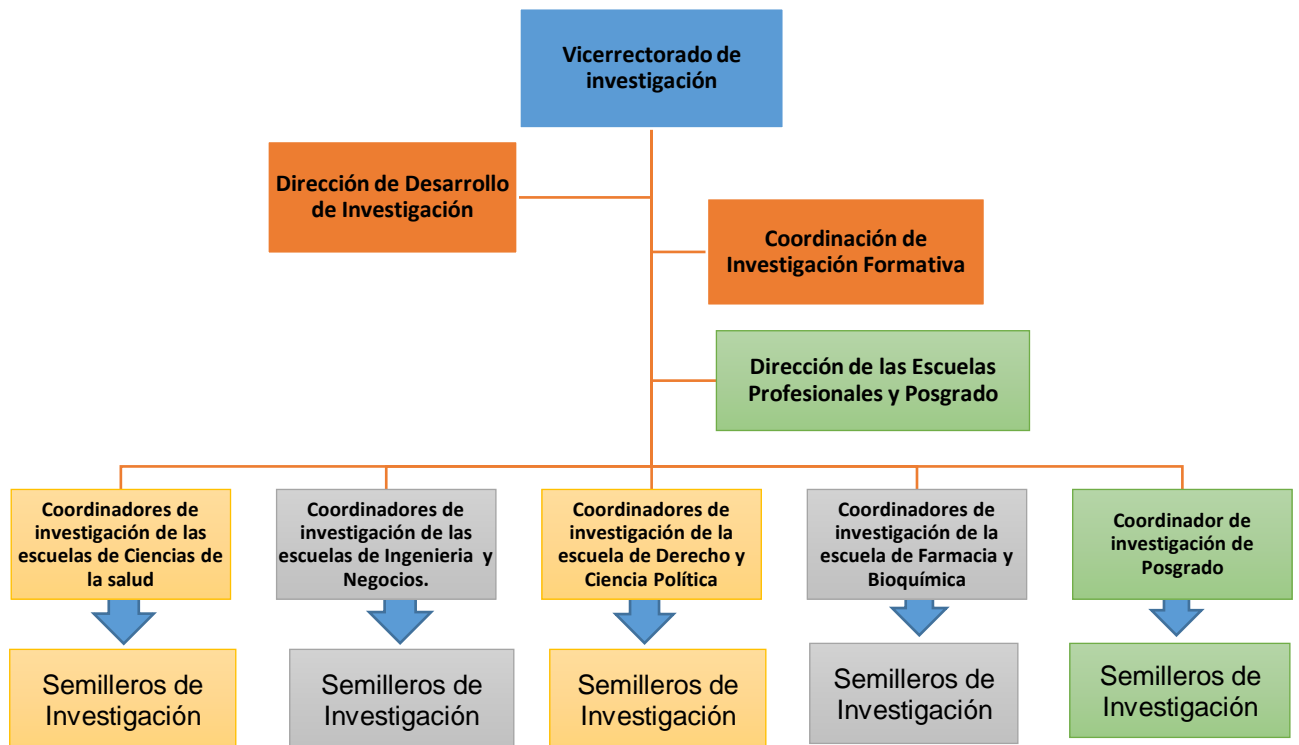 Vicerrectorado de
investigación
Dirección de Desarrollo
de Investigación
Coordinación de
Investigación Formativa
Dirección de las Escuelas
Profesionales y Posgrado
Coordinadores de
investigación de las
escuelas de Ciencias de
la salud
Coordinadores de
investigación de las
escuelas de Ingenieria y
Negocios.
Coordinadores de
investigación de la
escuela de Derecho y
Ciencia Política
Coordinadores de
investigación de la
escuela de Farmacia y
Bioquímica
Coordinador de
investigación de
Posgrado
Semilleros de
Investigación
Semilleros de
Investigación
Semilleros de
Investigación
Semilleros de
Investigación
Semilleros de
Investigación